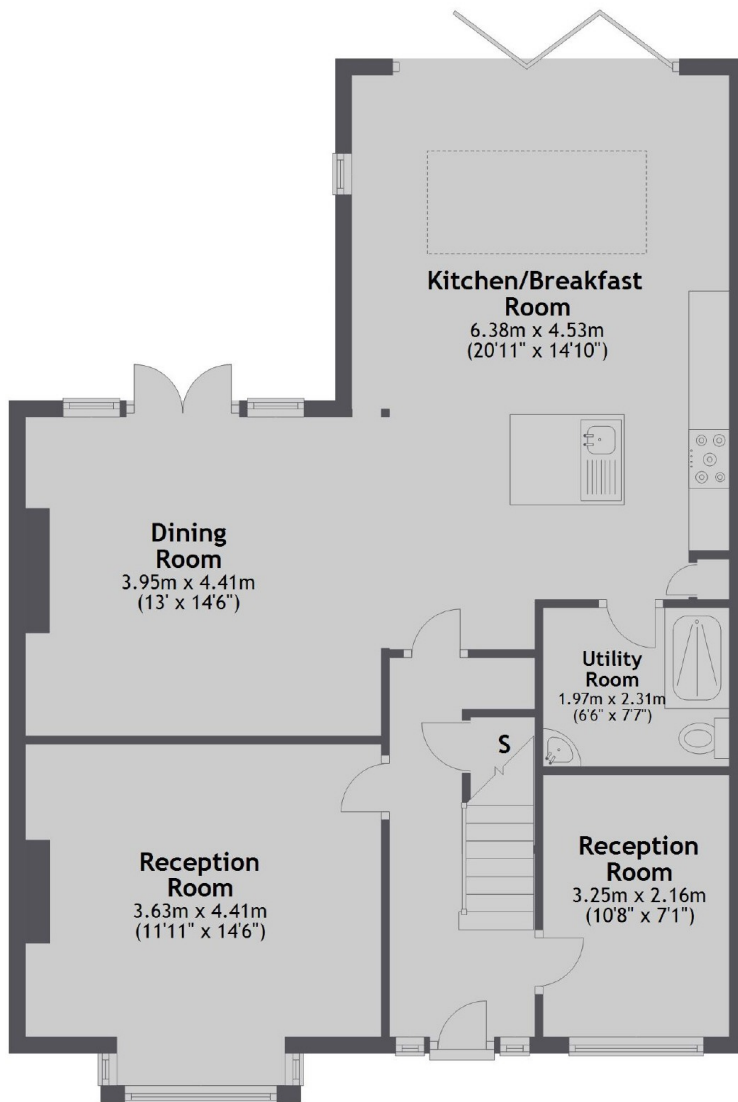 Kitchen/Breakfast
Room
6.38m x 4.53m
(20'11" x 14'10")
Dining
Room
3.95m x 4.41m
(13' x 14'6")
Utility
Room
1.97m x 2.31m
(6'6" x 7'7")
S
Reception
Room
3.63m x 4.41m
(11'11" x 14'6")
Reception
Room
3.25m x 2.16m
(10'8" x 7'1")